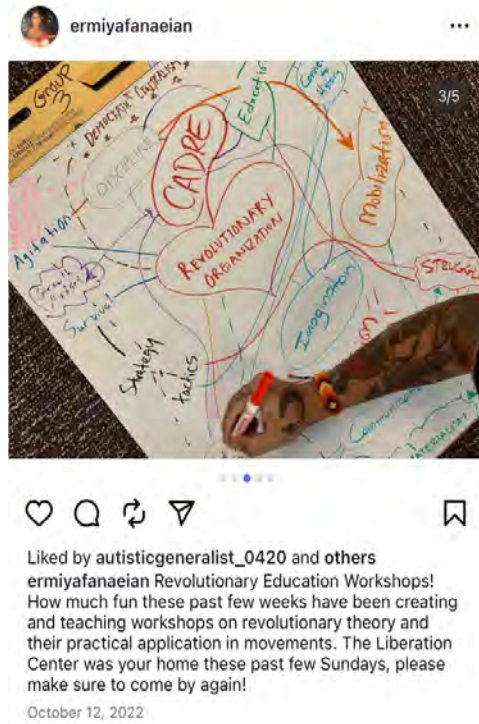 ermiyafanaeian
3/5
GROUP
3
DEMOCRATIC CENTRALISM
DISCIPLINE
CADRE
Education
Mobilization
REVOLUTIONARY
ORGANIZATION
Agitation
Survival
Strategy
tactics
Imagination
STRUGGL
Communicat
Liked by autisticgeneralist_0420 and others
ermiyafanaeian Revolutionary Education Workshops!
How much fun these past few weeks have been creating
and teaching workshops on revolutionary theory and
their practical application in movements. The Liberation
Center was your home these past few Sundays, please
make sure to come by again!
October 12, 2022